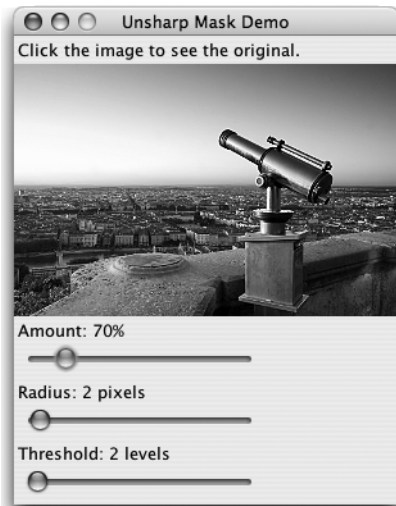 Unsharp Mask Demo
Click the image to see the original.
Amount: 70%
Radius: 2 pixels
Threshold: 2 levels